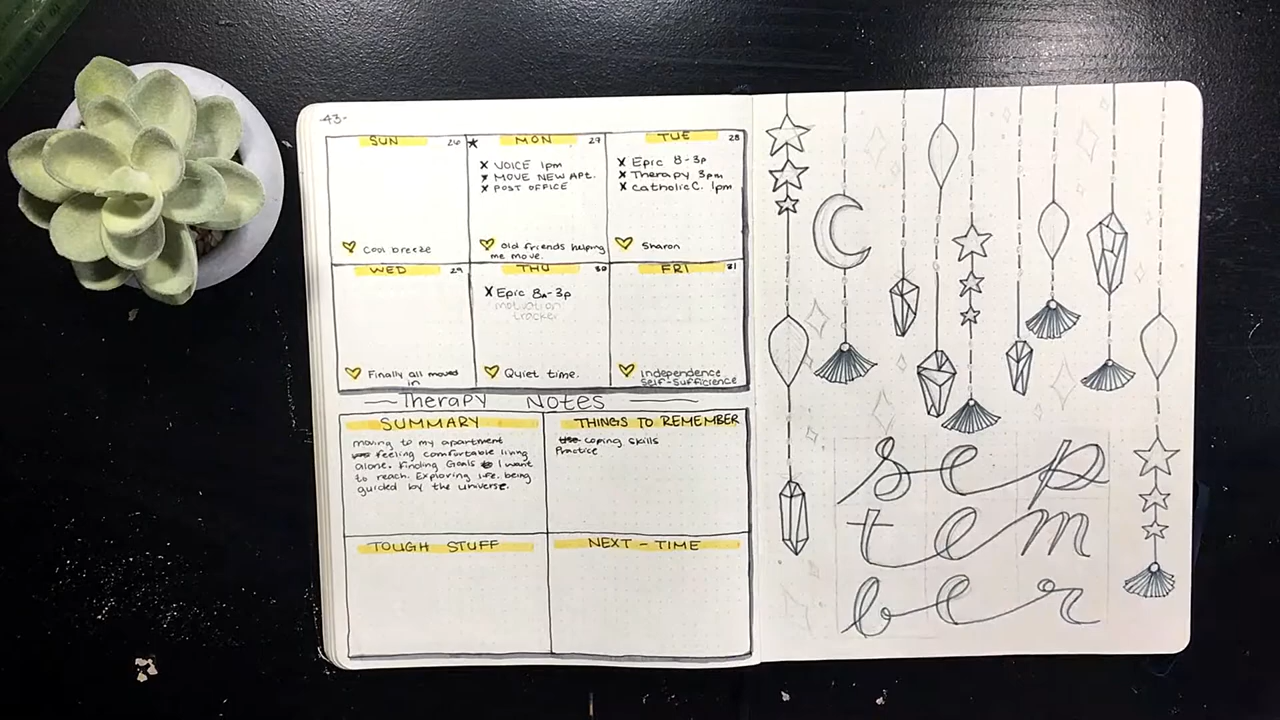 -43-
SUN 26
Cool breeze
MON 27
X VOICE 1pm
X MOVE NEW APT.
X POST OFFICE
Old friends helping
me move.
TUE 28
X Epic 8-3p
X Therapy 3pm
X Catholic C. 1pm
Sharon
WED 29
Finally all moved
in
THU 30
X Epic 8A-3p
motivation
tracker
Quiet time.
FRI 31
Independence
self-sufficience
Therapy Notes
SUMMARY
moving to my apartment
feeling comfortable living
alone. Finding Goals I want
to reach. Exploring life. being
guided by the universe.
THINGS TO REMEMBER
use coping skills
Practice
TOUGH STUFF
NEXT-TIME
sep
tem
ber